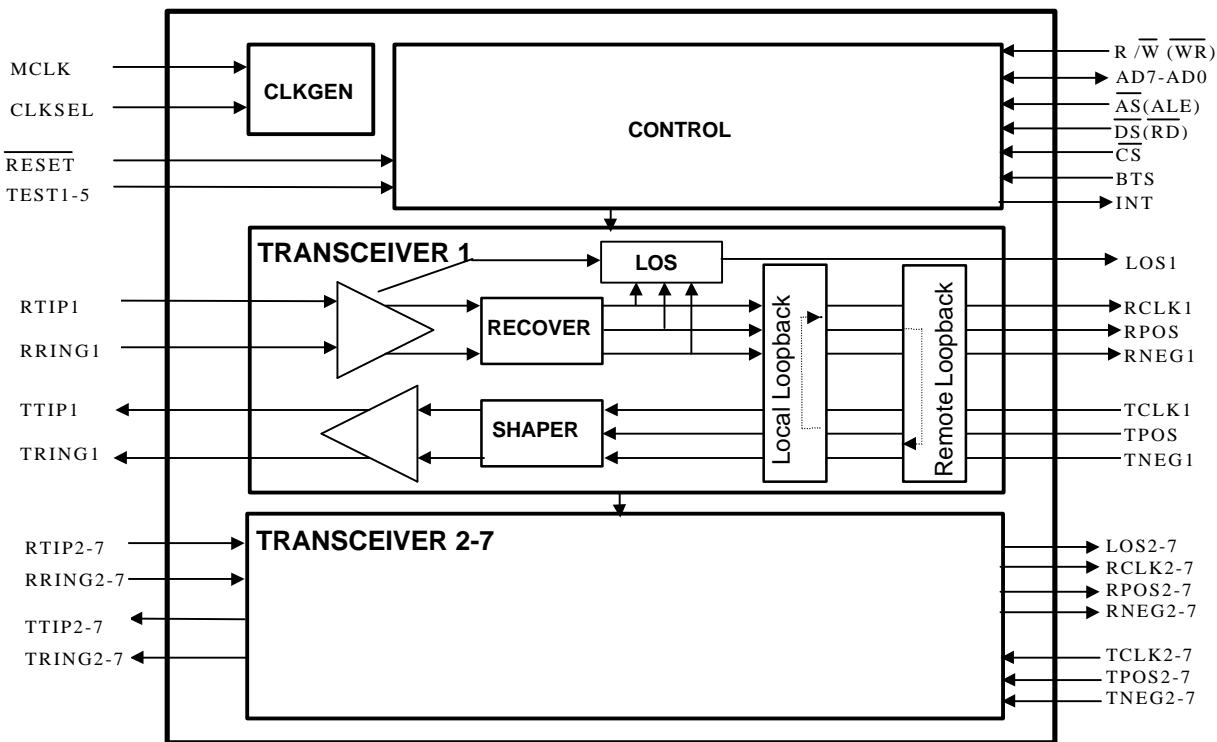 MCLK
CLKSEL
RESET
TEST1-5
CLKGEN
CONTROL
R /W (WR)
AD7-AD0
AS(ALE)
DS(RD)
CS
BTS
INT
TRANSCEIVER 1
LOS
LOS1
RTIP1
RRING1
RECOVER
RCLK1
RPOS
RNEG1
TTIP1
TRING1
SHAPER
Local Loopback
Remote Loopback
TCLK1
TPOS
TNEG1
TRANSCEIVER 2-7
RTIP2-7
RRING2-7
TTIP2-7
TRING2-7
LOS2-7
RCLK2-7
RPOS2-7
RNEG2-7
TCLK2-7
TPOS2-7
TNEG2-7